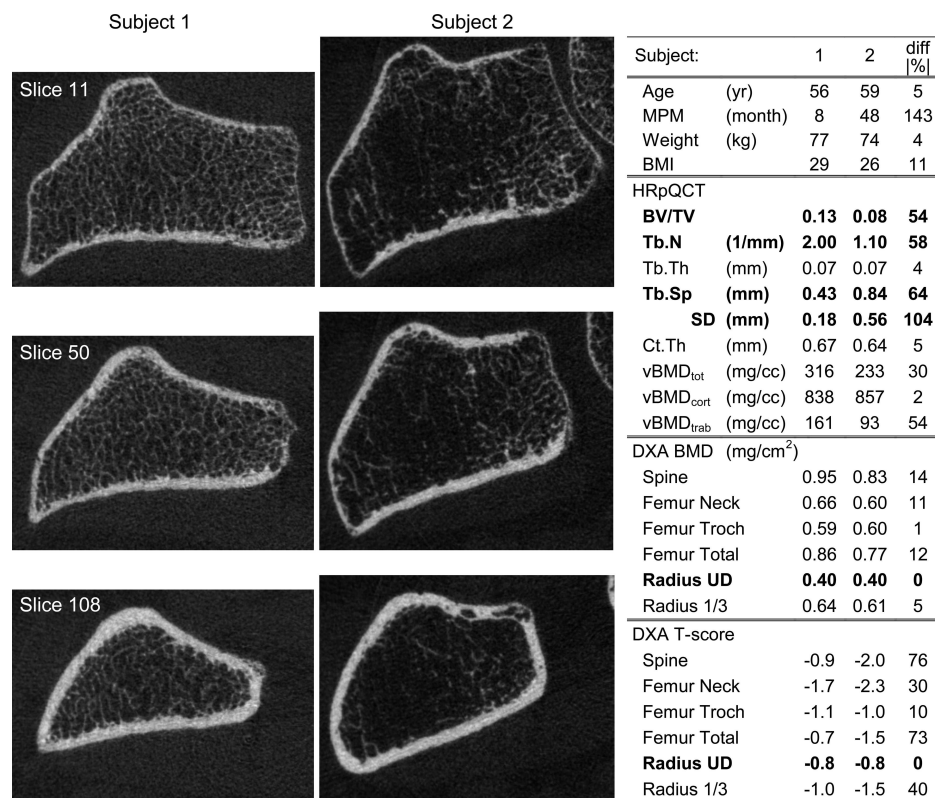 Subject 1
Subject 2
Slice 11
Slice 50
Slice 108
Subject: 1 2 diff |%|
Age (yr) 56 59 5
MPM (month) 8 48 143
Weight (kg) 77 74 4
BMI 29 26 11
HRpQCT
BV/TV 0.13 0.08 54
Tb.N (1/mm) 2.00 1.10 58
Tb.Th (mm) 0.07 0.07 4
Tb.Sp (mm) 0.43 0.84 64
SD (mm) 0.18 0.56 104
Ct.Th (mm) 0.67 0.64 5
vBMDtot (mg/cc) 316 233 30
vBMDcort (mg/cc) 838 857 2
vBMDtrab (mg/cc) 161 93 54
DXA BMD (mg/cm²)
Spine 0.95 0.83 14
Femur Neck 0.66 0.60 11
Femur Troch 0.59 0.60 1
Femur Total 0.86 0.77 12
Radius UD 0.40 0.40 0
Radius 1/3 0.64 0.61 5
DXA T-score
Spine -0.9 -2.0 76
Femur Neck -1.7 -2.3 30
Femur Troch -1.1 -1.0 10
Femur Total -0.7 -1.5 73
Radius UD -0.8 -0.8 0
Radius 1/3 -1.0 -1.5 40